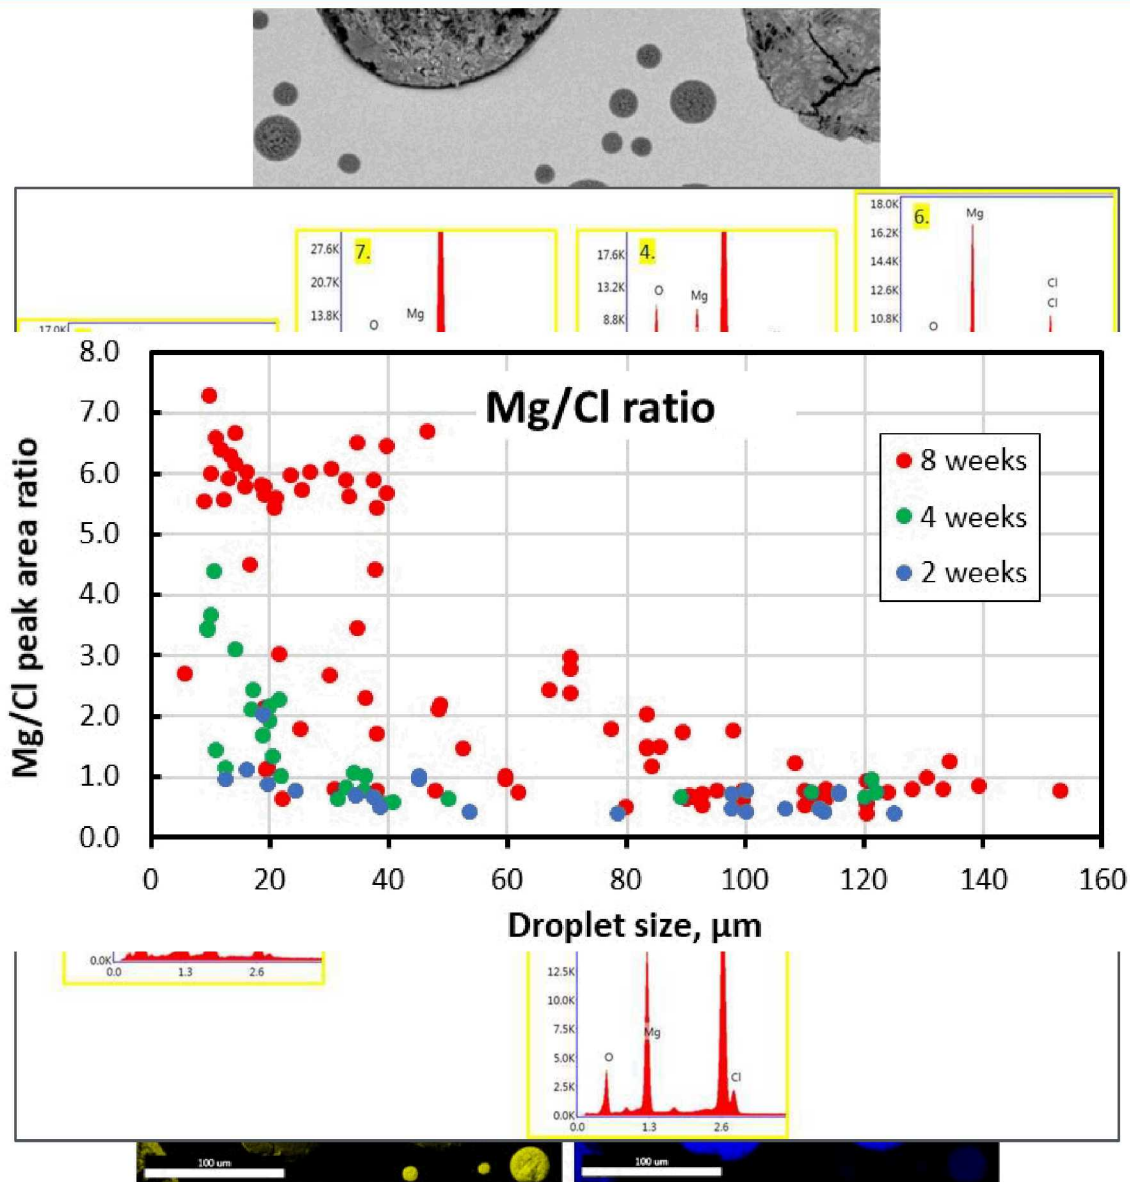 18.0K
6.
Mg
16.2K
27.6K
7.
17.6K
4.
14.4K
Cl
20.7K
13.2K
O
Mg
12.6K
Cl
13.8K
O
Mg
8.8K
10.8K
O
17.0K
8.0
Mg/Cl ratio
7.0
6.0
5.0
4.0
3.0
2.0
1.0
0.0
Mg/Cl peak area ratio
8 weeks
4 weeks
2 weeks
0 20 40 60 80 100 120 140 160
Droplet size, μm
0.0K
0.0 1.3 2.6
12.5K
10.0K
7.5K
Mg
5.0K
O
2.5K
Cl
0.0K
0.0 1.3 2.6
100 um
100 um